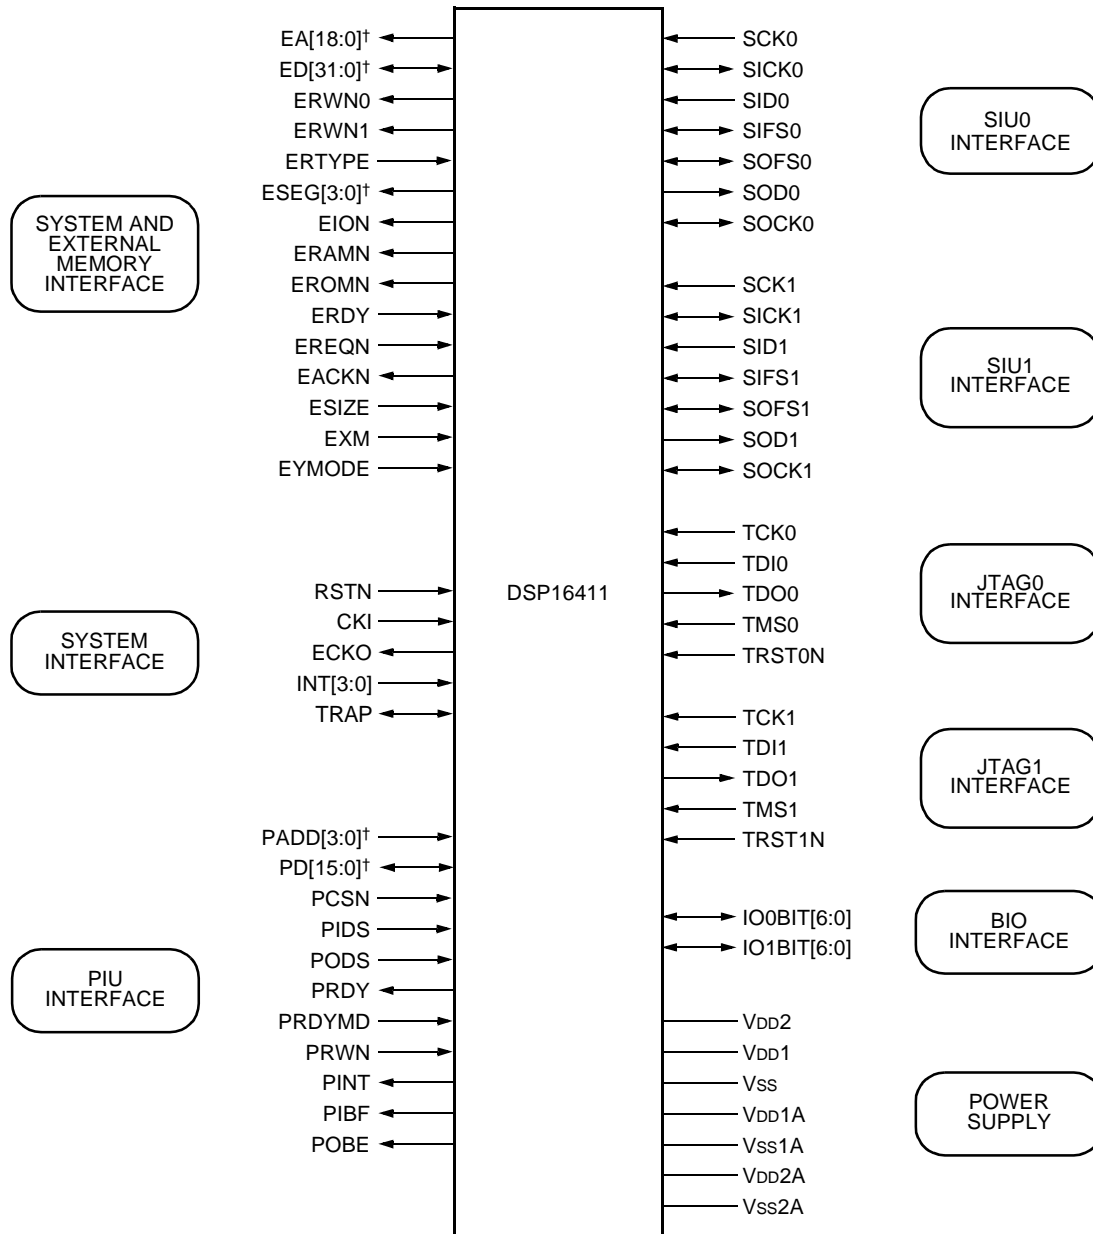 EA[18:0]†
ED[31:0]†
ERWN0
ERWN1
ERTYPE
ESEG[3:0]†
EION
ERAMN
EROMN
ERDY
EREQN
EACKN
ESIZE
EXM
EYMODE
SYSTEM AND
EXTERNAL
MEMORY
INTERFACE
RSTN
CKI
ECKO
INT[3:0]
TRAP
SYSTEM
INTERFACE
PADD[3:0]†
PD[15:0]†
PCSN
PIDS
PODS
PRDY
PRDYMD
PRWN
PINT
PIBF
POBE
PIU
INTERFACE
DSP16411
SCK0
SICK0
SID0
SIFS0
SOFS0
SOD0
SOCK0
SIU0
INTERFACE
SCK1
SICK1
SID1
SIFS1
SOFS1
SOD1
SOCK1
SIU1
INTERFACE
TCK0
TDI0
TDO0
TMS0
TRST0N
JTAG0
INTERFACE
TCK1
TDI1
TDO1
TMS1
TRST1N
JTAG1
INTERFACE
IO0BIT[6:0]
IO1BIT[6:0]
BIO
INTERFACE
VDD2
VDD1
VSS
VDD1A
VSS1A
VDD2A
VSS2A
POWER
SUPPLY